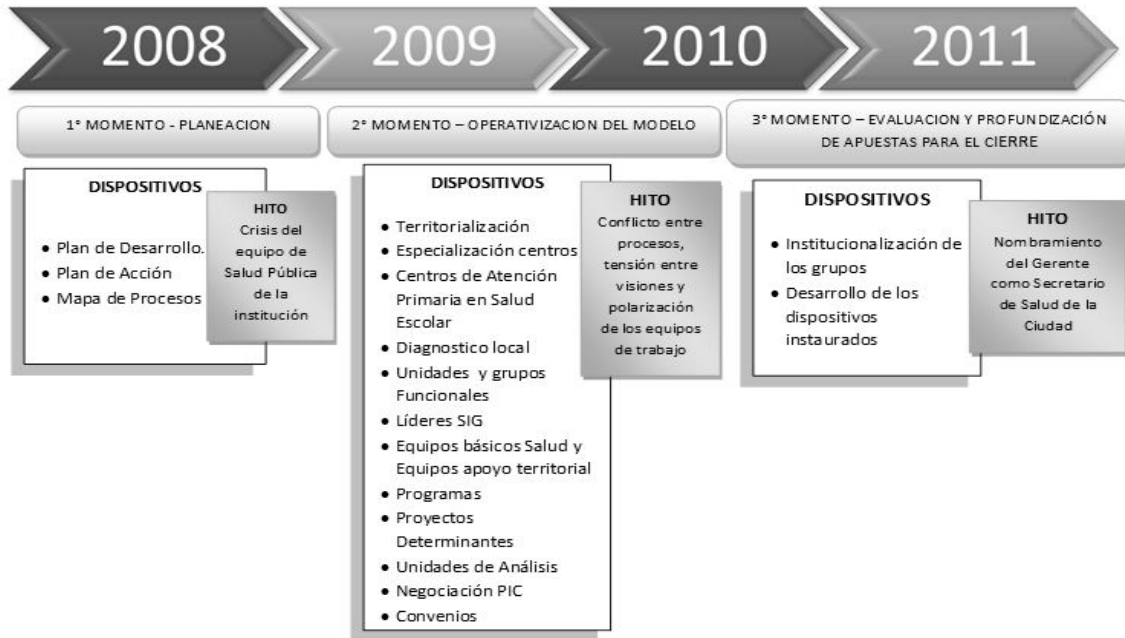 2008
2009
2010
2011
1° MOMENTO - PLANEACION
2° MOMENTO – OPERATIVIZACION DEL MODELO
3° MOMENTO – EVALUACION Y PROFUNDIZACIÓN
DE APUESTAS PARA EL CIERRE
DISPOSITIVOS
• Plan de Desarrollo.
• Plan de Acción
• Mapa de Procesos
HITO
Crisis del
equipo de
Salud Pública
de la
institución
DISPOSITIVOS
• Territorialización
• Especialización centros
• Centros de Atención
Primaria en Salud
Escolar
• Diagnostico local
• Unidades y grupos
Funcionales
• Líderes SIG
• Equipos básicos Salud y
Equipos apoyo territorial
• Programas
• Proyectos
Determinantes
• Unidades de Análisis
• Negociación PIC
• Convenios
HITO
Conflicto entre
procesos,
tensión entre
visiones y
polarización
de los equipos
de trabajo
DISPOSITIVOS
• Institucionalización de
los grupos
• Desarrollo de los
dispositivos
instaurados
HITO
Nombramiento
del Gerente
como Secretario
de Salud de la
Ciudad